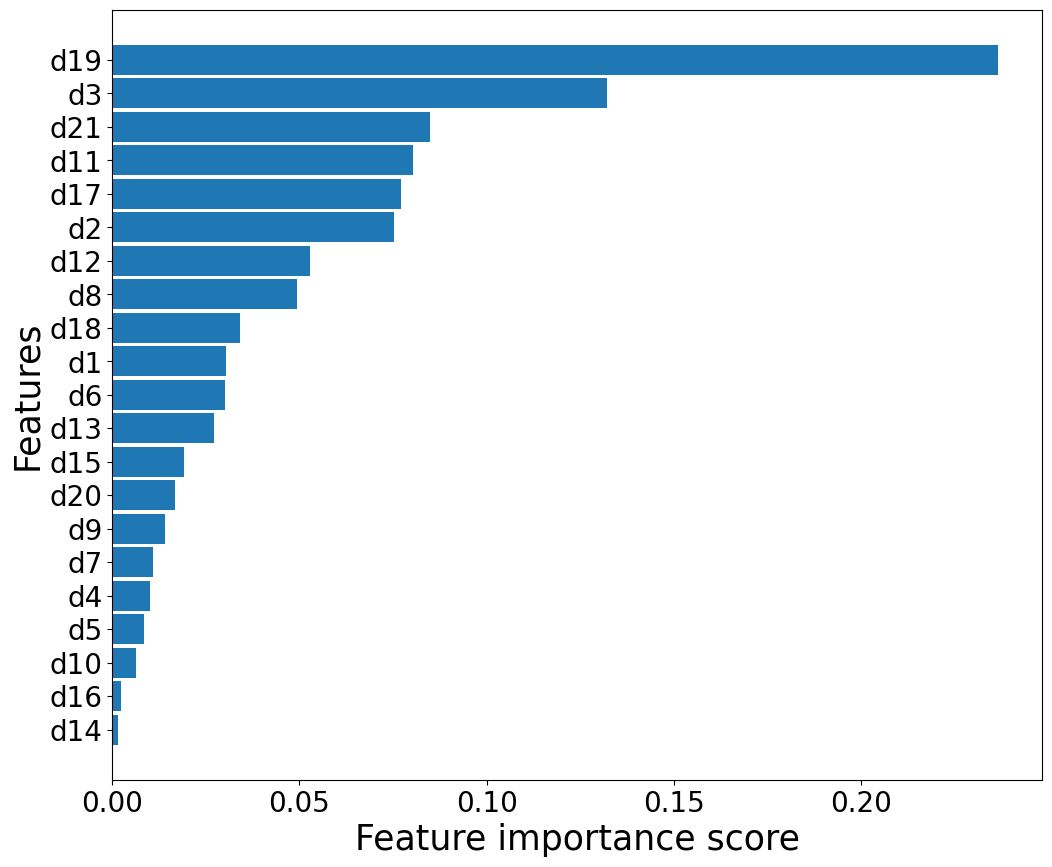 d19
d3
d21
d11
d17
d2
d12
d8
d18
d1
d6
d13
d15
d20
d9
d7
d4
d5
d10
d16
d14
Features
0.00 0.05 0.10 0.15 0.20
Feature importance score